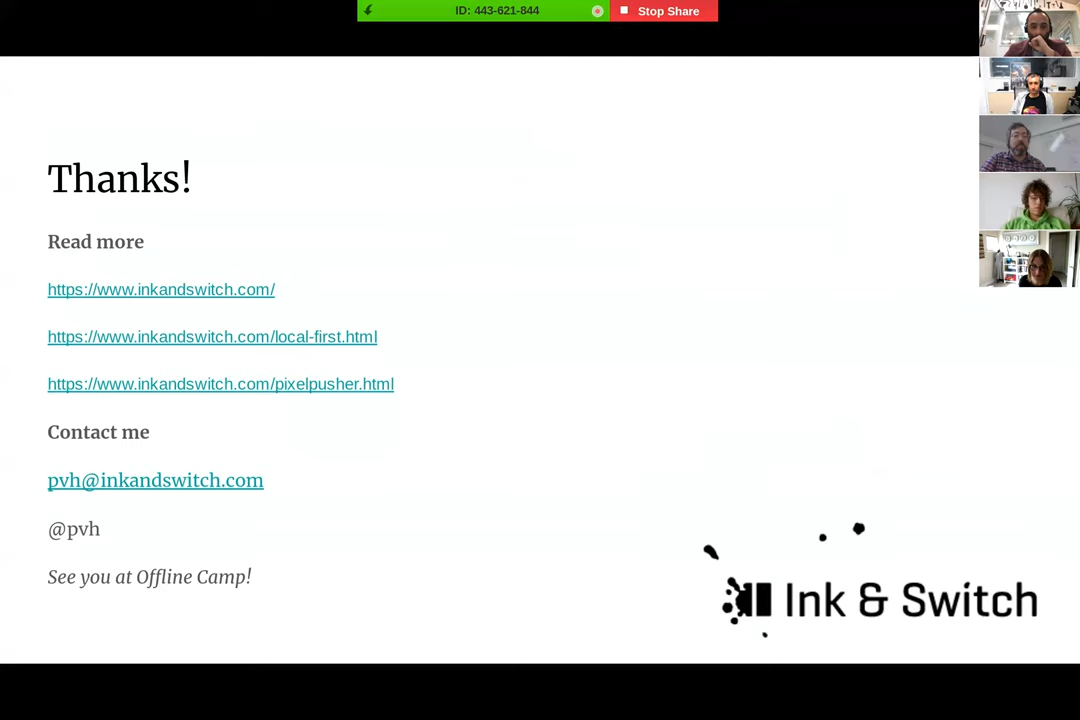 ID: 443-621-844
Stop Share
Thanks!
Read more
https://www.inkandswitch.com/
https://www.inkandswitch.com/local-first.html
https://www.inkandswitch.com/pixelpusher.html
Contact me
pvh@inkandswitch.com
@pvh
See you at Offline Camp!
Ink & Switch